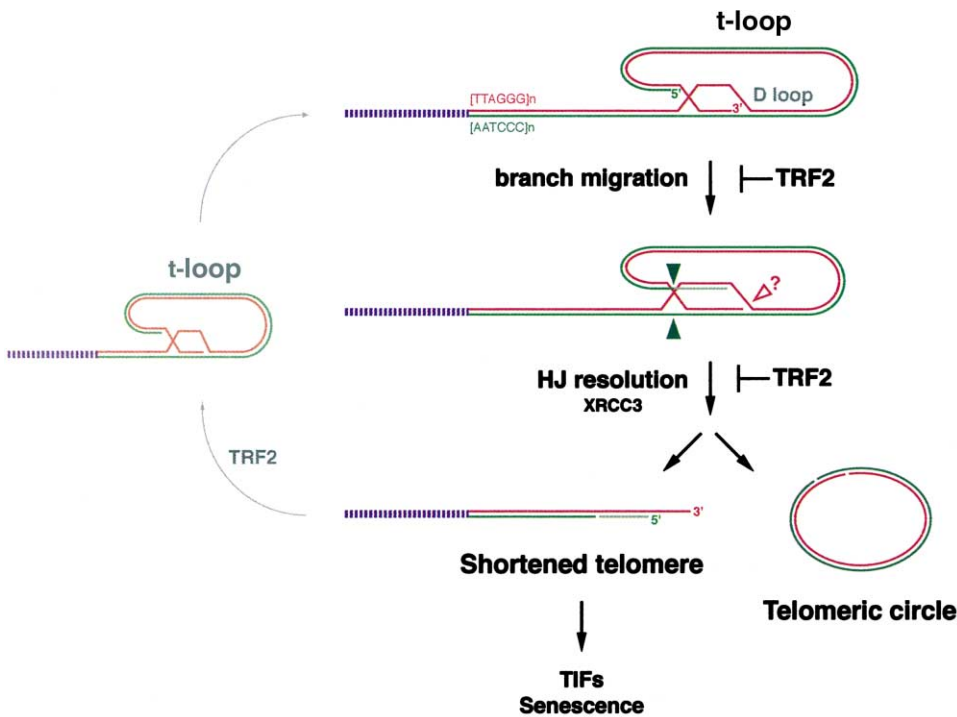 t-loop
5'
D loop
3'
[TTAGGG]n
[AATCCC]n
branch migration
TRF2
t-loop
?
HJ resolution
XRCC3
TRF2
TRF2
3'
5'
Shortened telomere
Telomeric circle
TIFs
Senescence